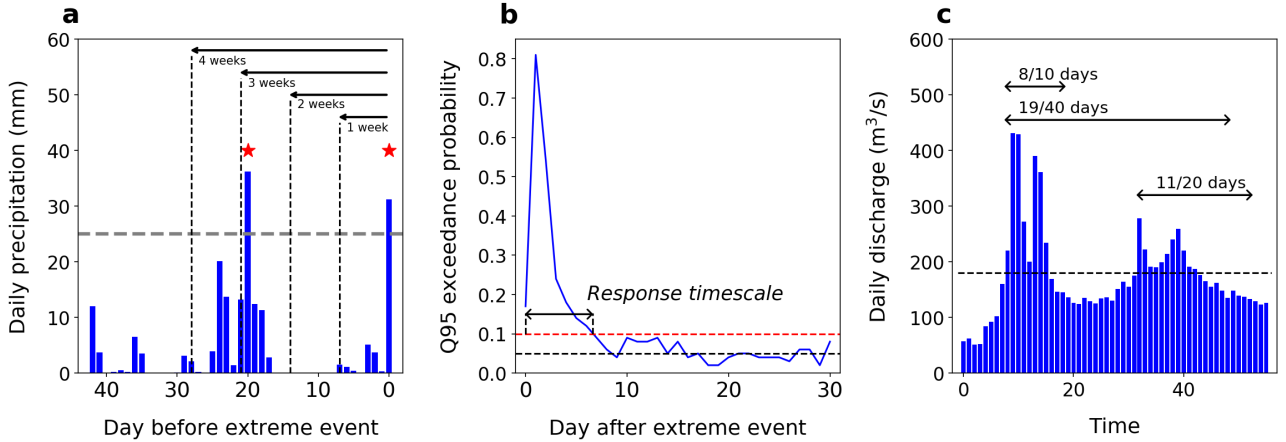 a
Daily precipitation (mm)
60
50
40
30
20
10
0
4 weeks
3 weeks
2 weeks
1 week
40 30 20 10 0
Day before extreme event
b
Q95 exceedance probability
0.8
0.7
0.6
0.5
0.4
0.3
0.2
0.1
0.0
Response timescale
0 10 20 30
Day after extreme event
c
Daily discharge (m³/s)
600
500
400
300
200
100
0
8/10 days
19/40 days
11/20 days
0 20 40
Time